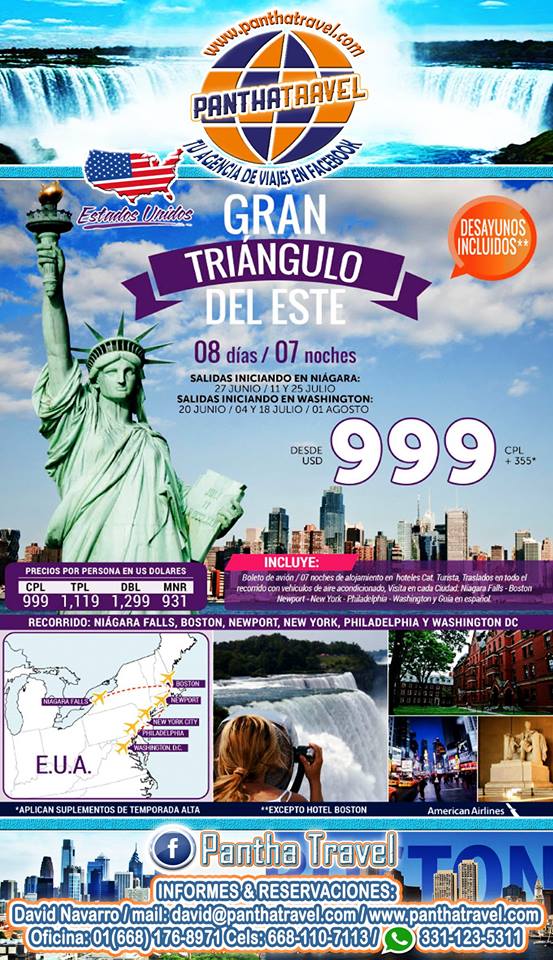 www.panthatravel.com
PANTHATRAVEL
TU AGENCIA DE VIAJES EN FACEBOOK
Estados Unidos
GRAN
TRIÁNGULO
DEL ESTE
DESAYUNOS
INCLUIDOS**
08 días / 07 noches
SALIDAS INICIANDO EN NIÁGARA:
27 JUNIO / 11 Y 25 JULIO
SALIDAS INICIANDO EN WASHINGTON:
20 JUNIO / 04 Y 18 JULIO / 01 AGOSTO
DESDE
USD
999
CPL
+ 355*
PRECIOS POR PERSONA EN US DOLARES
CPL TPL DBL MNR
999 1,119 1,299 931
INCLUYE:
Boleto de avión / 07 noches de alojamiento en hoteles Cat. Turista, Traslados en todo el
recorrido con vehículos de aire acondicionado, Visita en cada Ciudad: Niagara Falls - Boston
Newport - New York - Philadelphia - Washington y Guía en español.
RECORRIDO: NIÁGARA FALLS, BOSTON, NEWPORT, NEW YORK, PHILADELPHIA Y WASHINGTON DC
BOSTON
NIÁGARA FALLS
NEWPORT
NEW YORK CITY
PHILADELPHIA
WASHINGTON, D.C.
E.U.A.
*APLICAN SUPLEMENTOS DE TEMPORADA ALTA
**EXCEPTO HOTEL BOSTON
American Airlines
f Pantha Travel
INFORMES & RESERVACIONES:
David Navarro / mail: david@panthatravel.com / www.panthatravel.com
Oficina: 01(668) 176-8971 Cels: 668-110-7113 / 331-123-5311